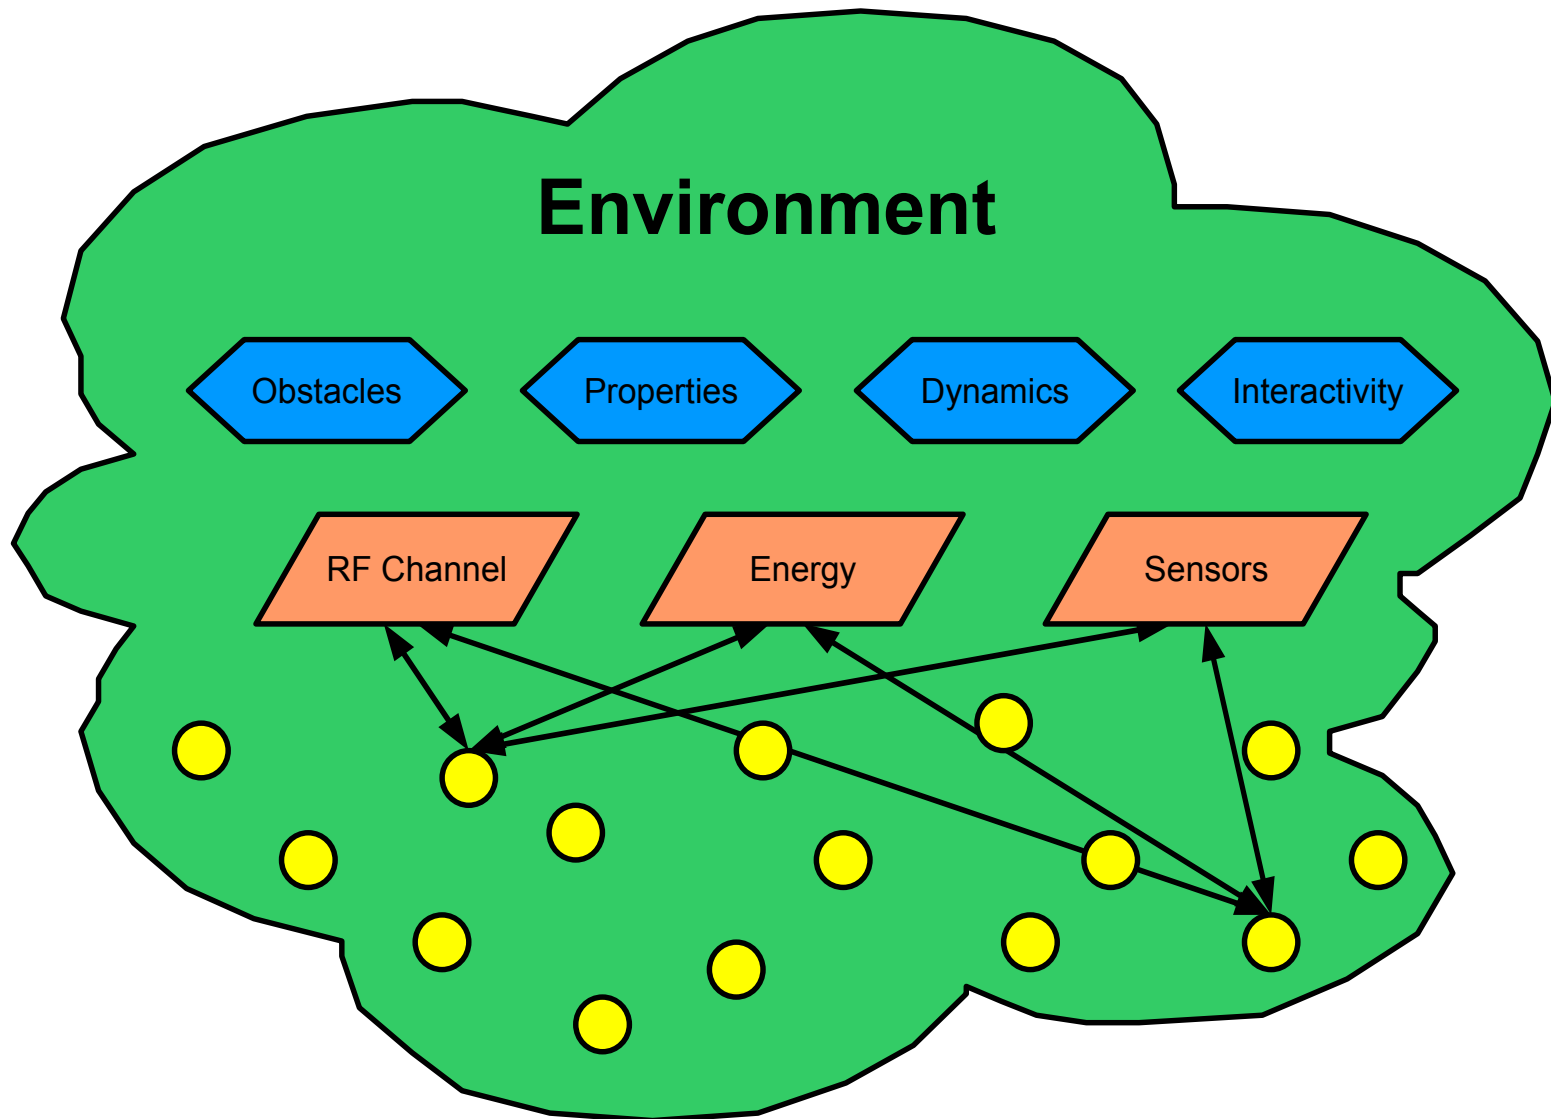 Environment
Obstacles
Properties
Dynamics
Interactivity
RF Channel
Energy
Sensors